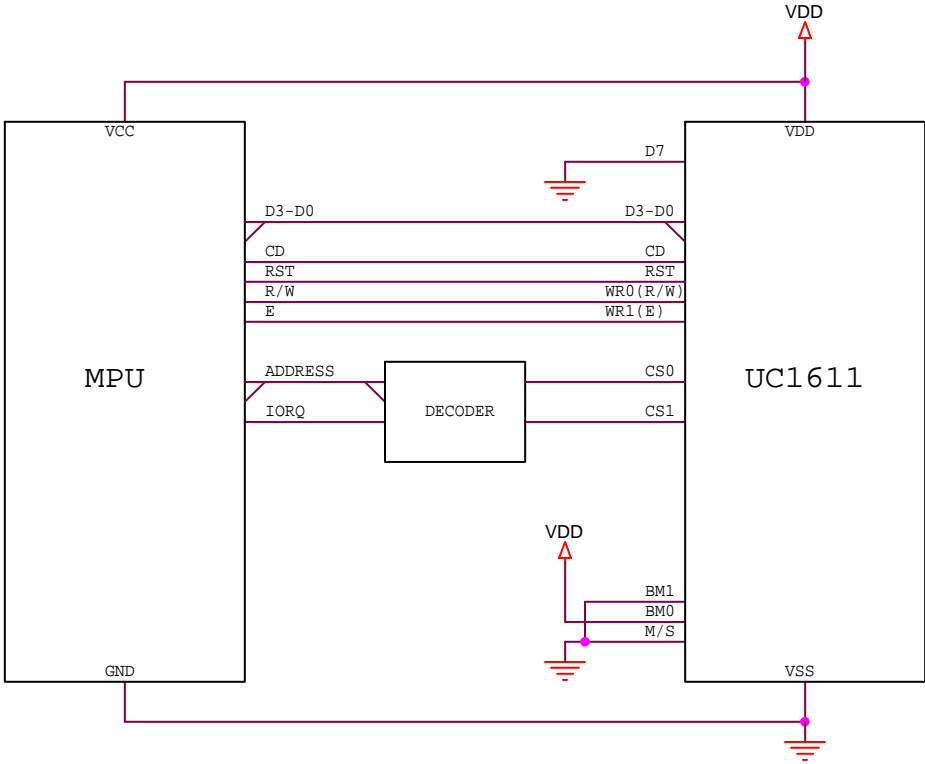 VDD
VCC VDD
D7
D3-D0 D3-D0
CD CD
RST RST
R/W WR0(R/W)
E WR1(E)
MPU ADDRESS CS0 UC1611
IORQ DECODER CS1
VDD
BM1
BM0
M/S
GND VSS